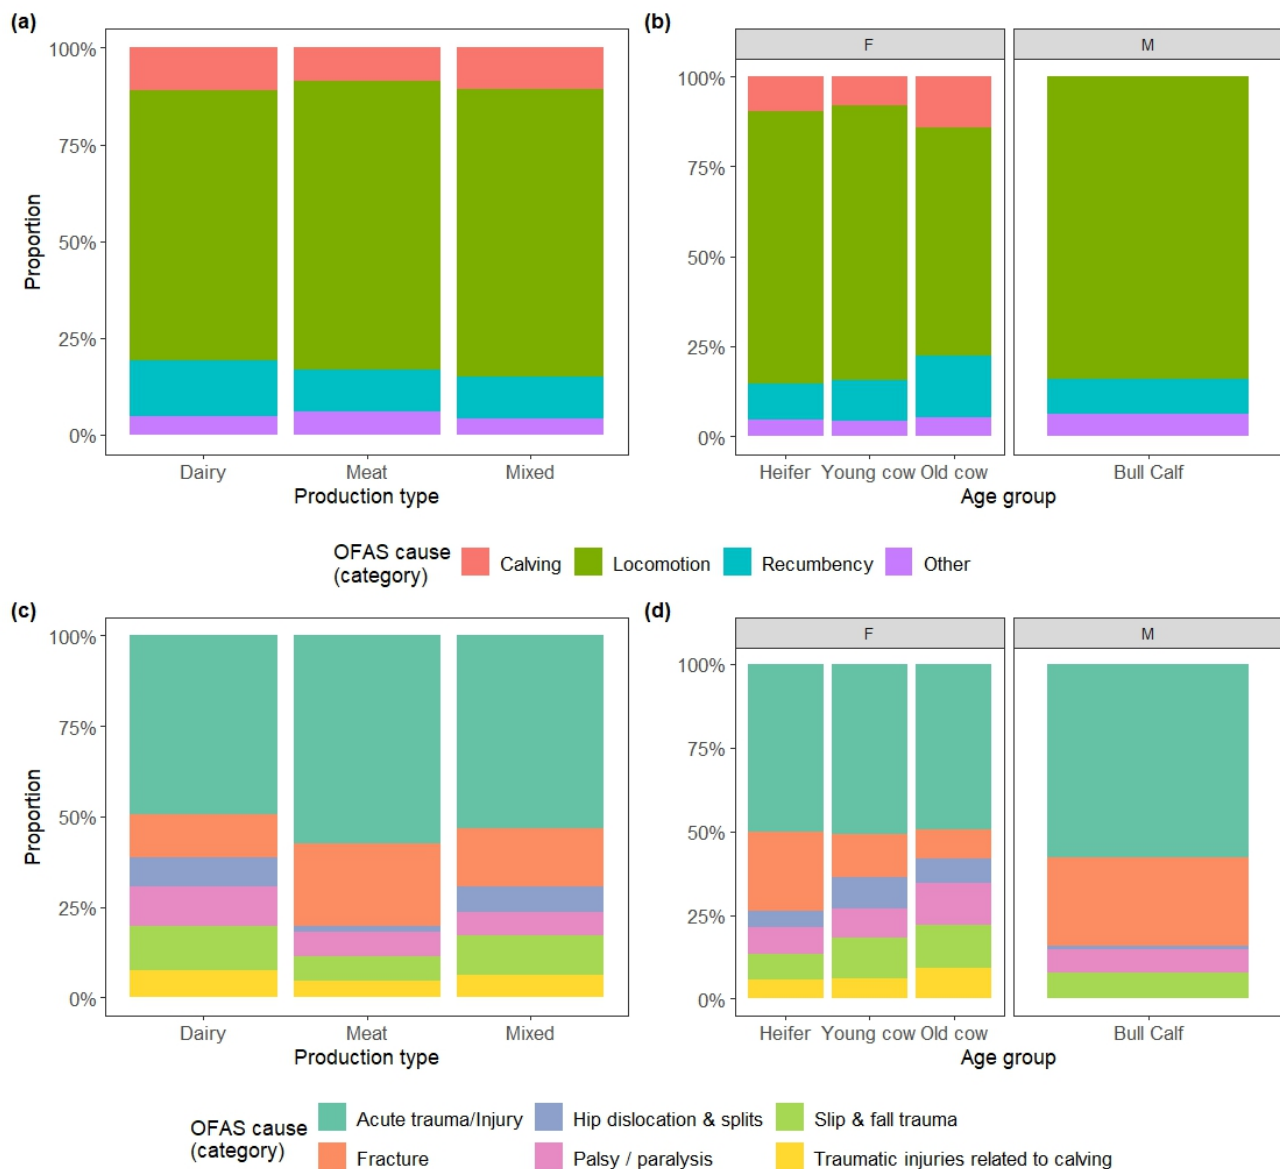 (a)
100%
75%
50%
25%
0%
Proportion
Dairy Meat Mixed
Production type
(b)
F M
100%
75%
50%
25%
0%
Heifer Young cow Old cow Bull Calf
Age group
OFAS cause
(category)
Calving Locomotion Recumbency Other
(c)
100%
75%
50%
25%
0%
Proportion
Dairy Meat Mixed
Production type
(d)
F M
100%
75%
50%
25%
0%
Heifer Young cow Old cow Bull Calf
Age group
OFAS cause
(category)
Acute trauma/Injury Hip dislocation & splits Slip & fall trauma
Fracture Palsy / paralysis Traumatic injuries related to calving